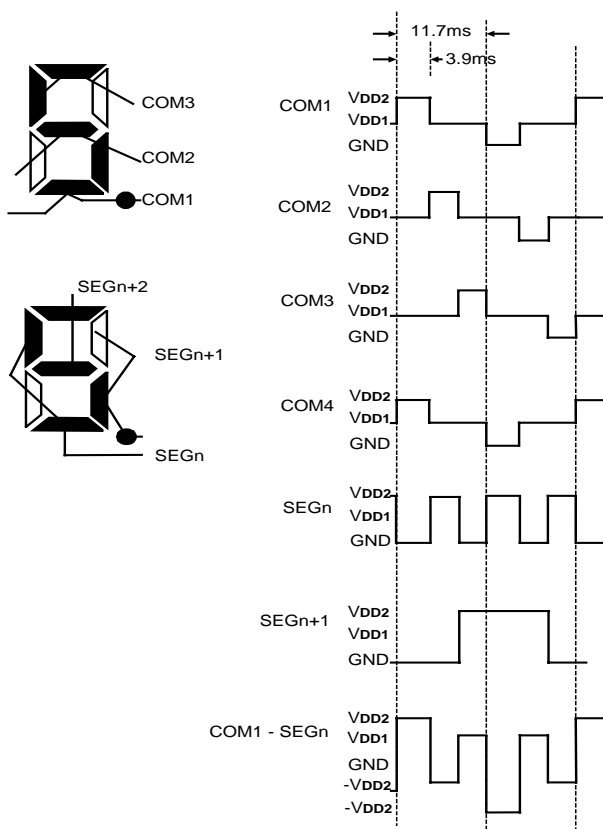 11.7ms
3.9ms
COM3
COM2
COM1
SEGn+2
SEGn+1
SEGn
COM1
VDD2
VDD1
GND
COM2
VDD2
VDD1
GND
COM3
VDD2
VDD1
GND
COM4
VDD2
VDD1
GND
SEGn
VDD2
VDD1
GND
SEGn+1
VDD2
VDD1
GND
COM1 - SEGn
VDD2
VDD1
GND
-VDD2
-VDD2